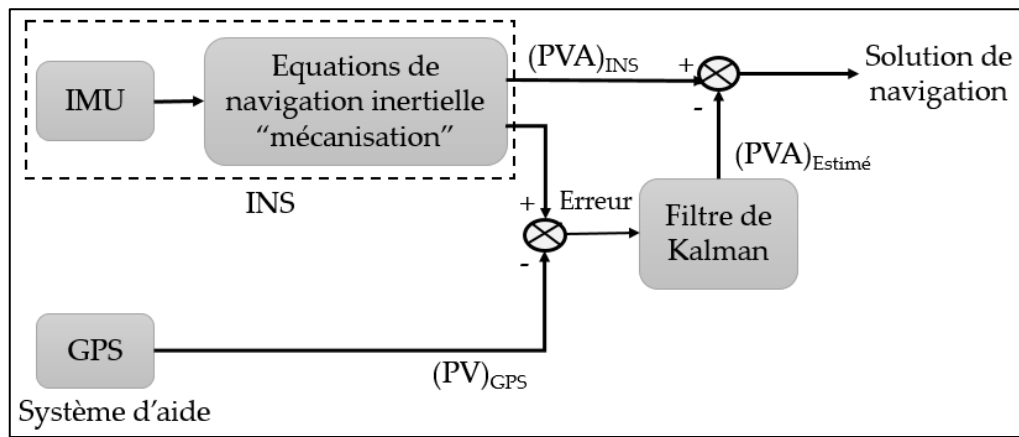 IMU
Equations de
navigation inertielle
“mécanisation”
(PVA)INS
+
-
Solution de
navigation
INS
(PVA)Estimé
+
Erreur
-
Filtre de
Kalman
GPS
(PV)GPS
Système d’aide